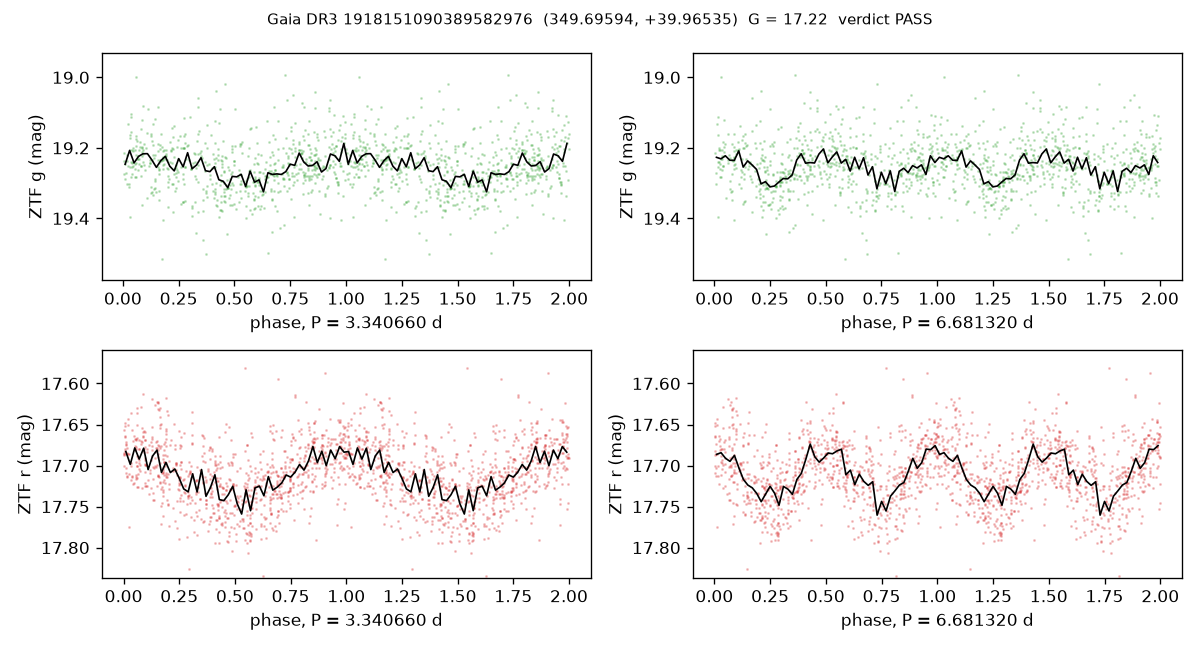 Gaia DR3 1918151090389582976 (349.69594, +39.96535) G = 17.22 verdict PASS
ZTF g (mag)
19.0
19.2
19.4
0.00 0.25 0.50 0.75 1.00 1.25 1.50 1.75 2.00
phase, P = 3.340660 d
ZTF g (mag)
19.0
19.2
19.4
0.00 0.25 0.50 0.75 1.00 1.25 1.50 1.75 2.00
phase, P = 6.681320 d
ZTF r (mag)
17.60
17.65
17.70
17.75
17.80
0.00 0.25 0.50 0.75 1.00 1.25 1.50 1.75 2.00
phase, P = 3.340660 d
ZTF r (mag)
17.60
17.65
17.70
17.75
17.80
0.00 0.25 0.50 0.75 1.00 1.25 1.50 1.75 2.00
phase, P = 6.681320 d